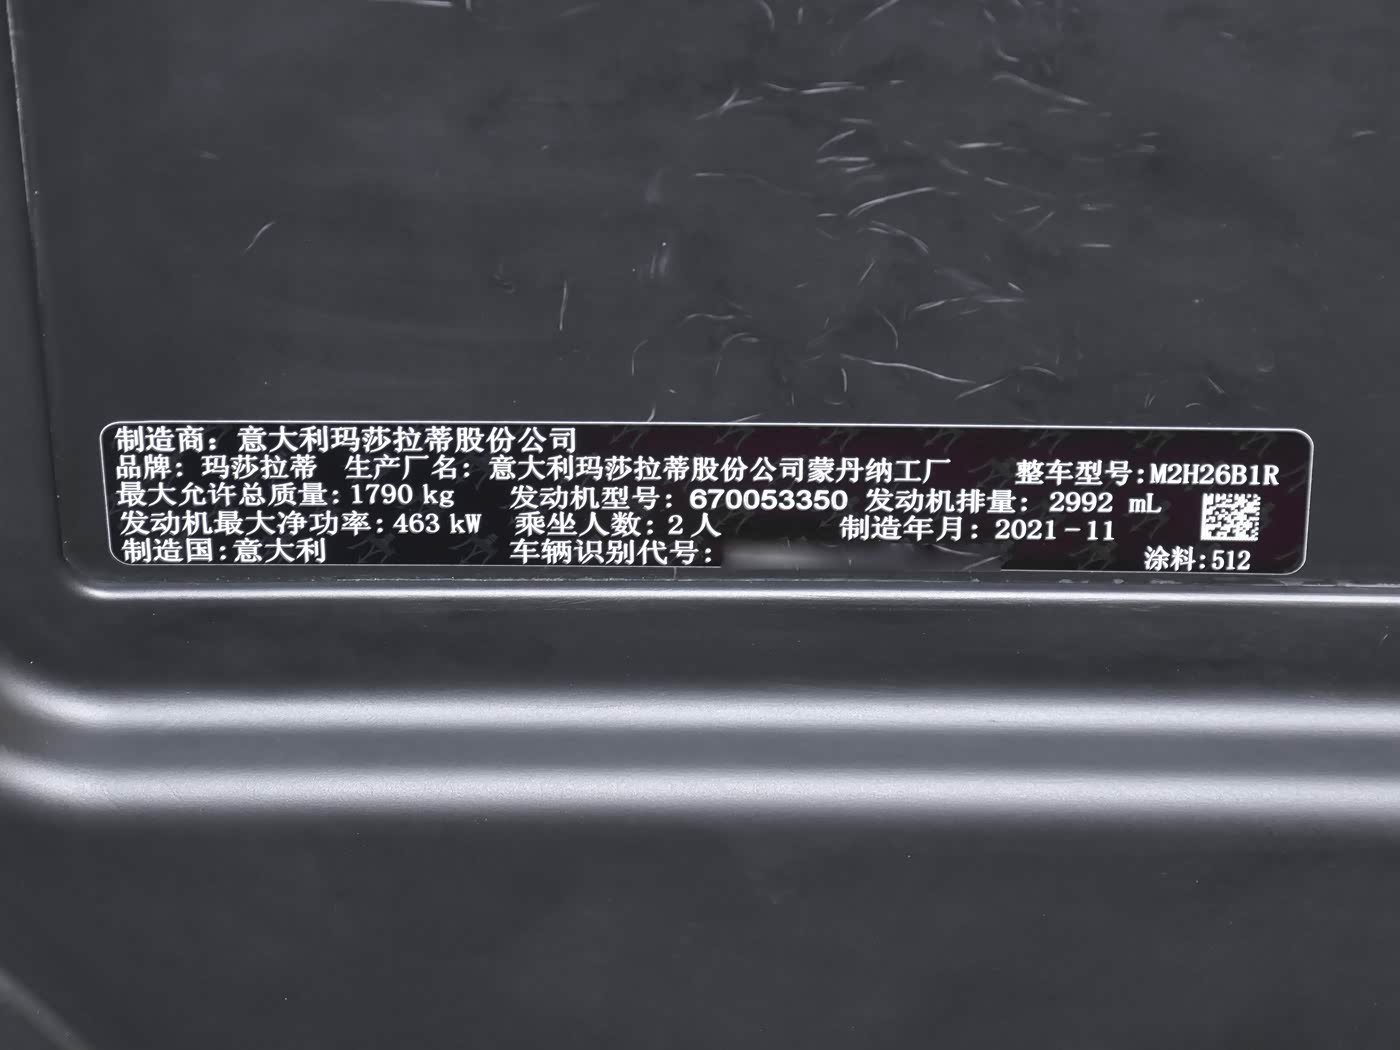 制造商：意大利玛莎拉蒂股份公司
品牌：玛莎拉蒂 生产厂名：意大利玛莎拉蒂股份公司蒙丹纳工厂 整车型号:M2H26B1R
最大允许总质量:1790 kg 发动机型号：670053350 发动机排量：2992 mL
发动机最大净功率:463 kW 乘坐人数:2人 制造年月：2021-11
制造国:意大利 车辆识别代号：
涂料:512